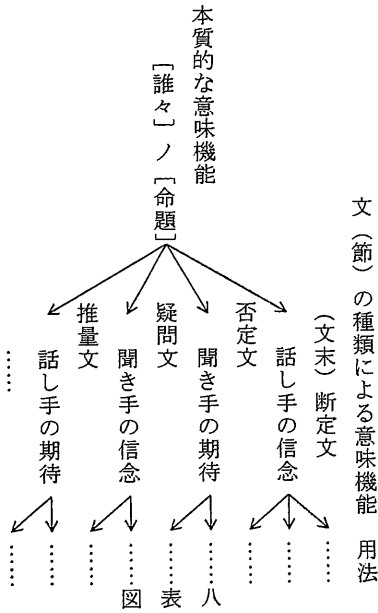 文（節）の種類による意味機能　用法
本質的な意味機能
［誰々］ノ［命題］
（文末）断定文
話し手の信念
……
……
否定文
聞き手の期待
……
……
疑問文
聞き手の信念
……
……
推量文
話し手の期待
……
……
……
図表八